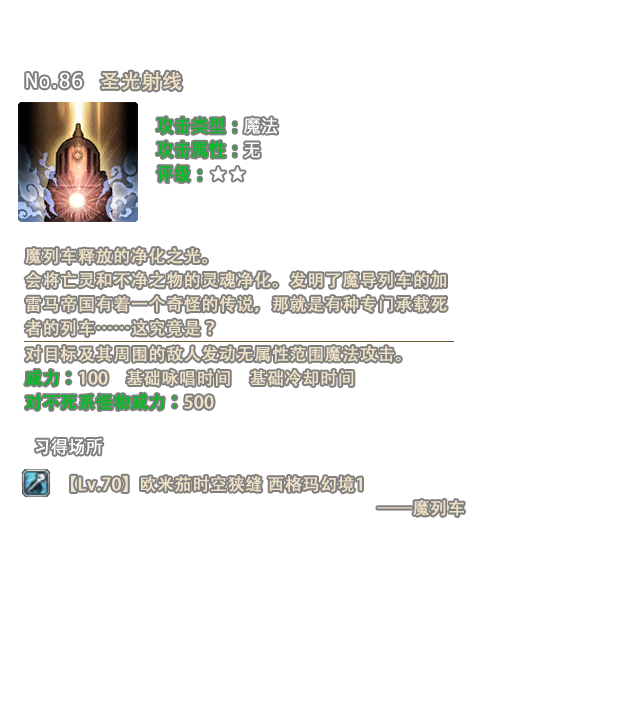 No.86 圣光射线
攻击类型：魔法
攻击属性：无
评级：★★
魔列车释放的净化之光。
会将亡灵和不净之物的灵魂净化。发明了魔导列车的加
雷马帝国有着一个奇怪的传说，那就是有种专门承载死
者的列车……这究竟是？
对目标及其周围的敌人发动无属性范围魔法攻击。
威力：100 基础咏唱时间 基础冷却时间
对不死系怪物威力：500
习得场所
【Lv.70】欧米茄时空狭缝 西格玛幻境1
——魔列车